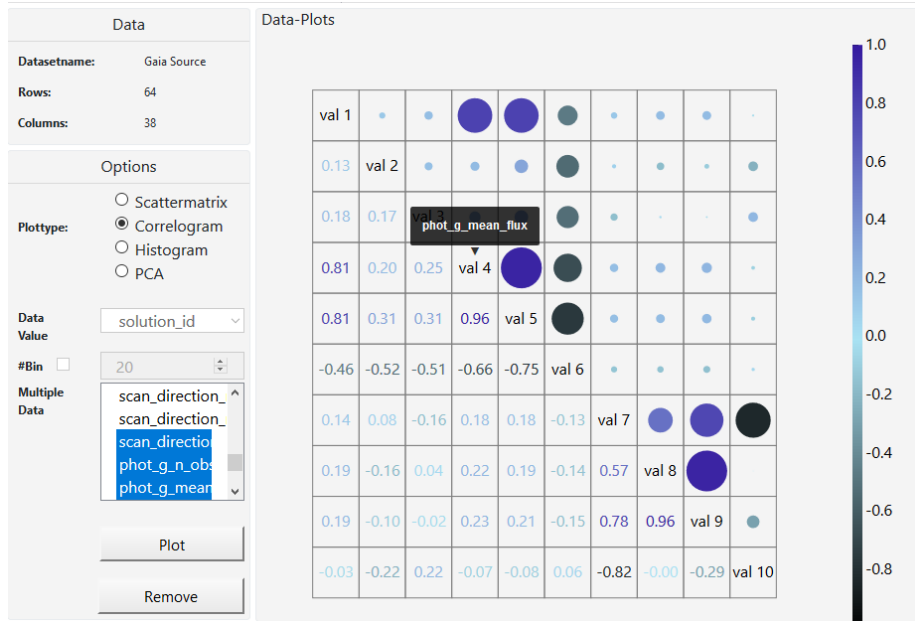 Data
Datasetname: Gaia Source
Rows: 64
Columns: 38
Options
Plottype:
Scattermatrix
Correlogram
Histogram
PCA
Data Value
solution_id
#Bin
20
Multiple Data
scan_direction_
scan_direction_
scan_direction
phot_g_n_obs
phot_g_mean
Plot
Remove
Data-Plots
val 1
0.13 val 2
0.18 0.17 val 3
phot_g_mean_flux
0.81 0.20 0.25 val 4
0.81 0.31 0.31 0.96 val 5
-0.46 -0.52 -0.51 -0.66 -0.75 val 6
0.14 0.08 -0.16 0.18 0.18 -0.13 val 7
0.19 -0.16 0.04 0.22 0.19 -0.14 0.57 val 8
0.19 -0.10 -0.02 0.23 0.21 -0.15 0.78 0.96 val 9
-0.03 -0.22 0.22 -0.07 -0.08 0.06 -0.82 -0.00 -0.29 val 10
1.0
0.8
0.6
0.4
0.2
0.0
-0.2
-0.4
-0.6
-0.8